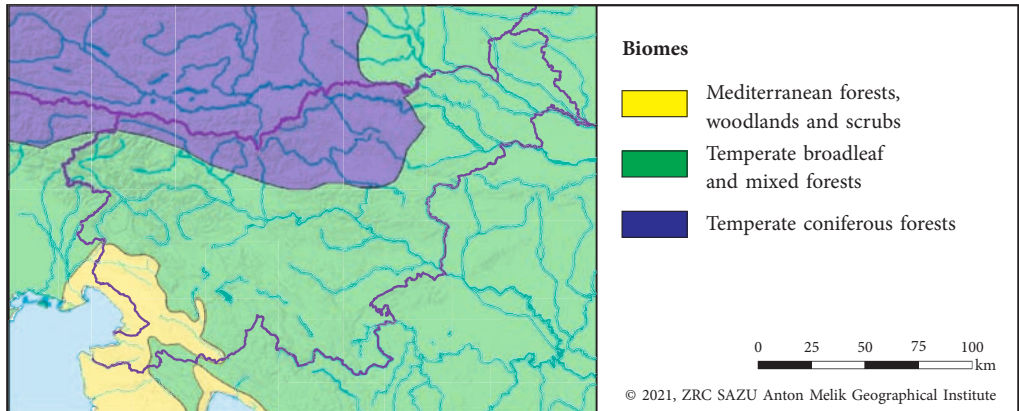 Biomes
Mediterranean forests,
woodlands and scrubs
Temperate broadleaf
and mixed forests
Temperate coniferous forests
0 25 50 75 100
km
© 2021, ZRC SAZU Anton Melik Geographical Institute